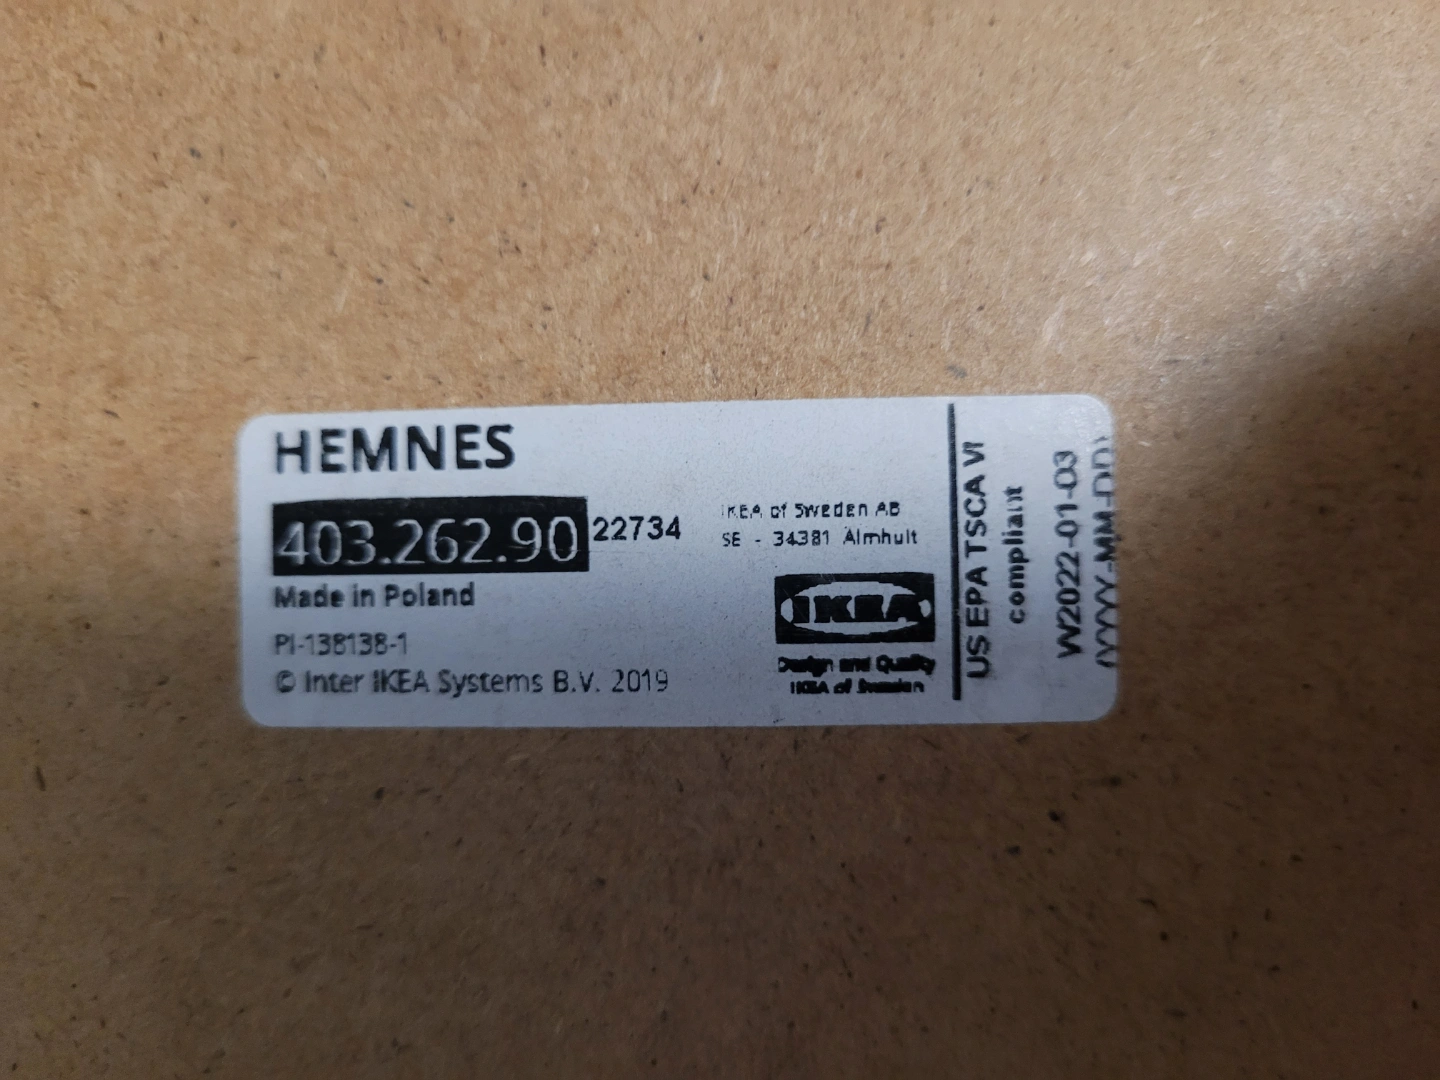 HEMNES
403.262.90 22734
Made in Poland
PI-138138-1
© Inter IKEA Systems B.V. 2019
IKEA of Sweden AB
SE - 34381 Älmhult
IKEA
Design and Quality
IKEA of Sweden
US EPA TSCA VI
compliant
W2022-01-03
(YYYY-MM-DD)